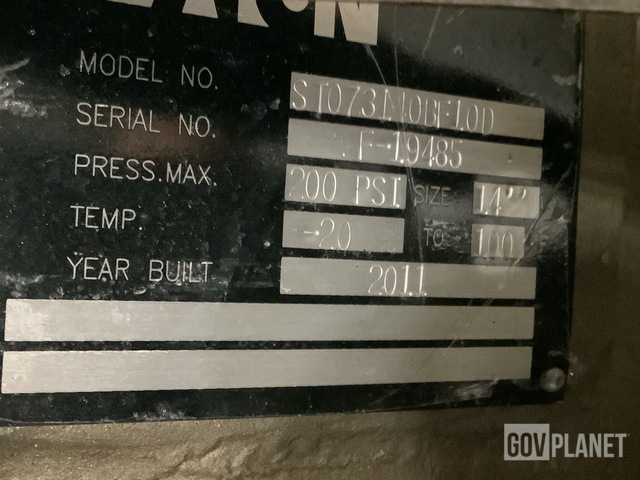 MODEL NO. ST073M0BF10D
SERIAL NO. F-19485
PRESS.MAX. 200 PSI SIZE 14''
TEMP. -20 TO 100 F
YEAR BUILT 2011
GOVPLANET